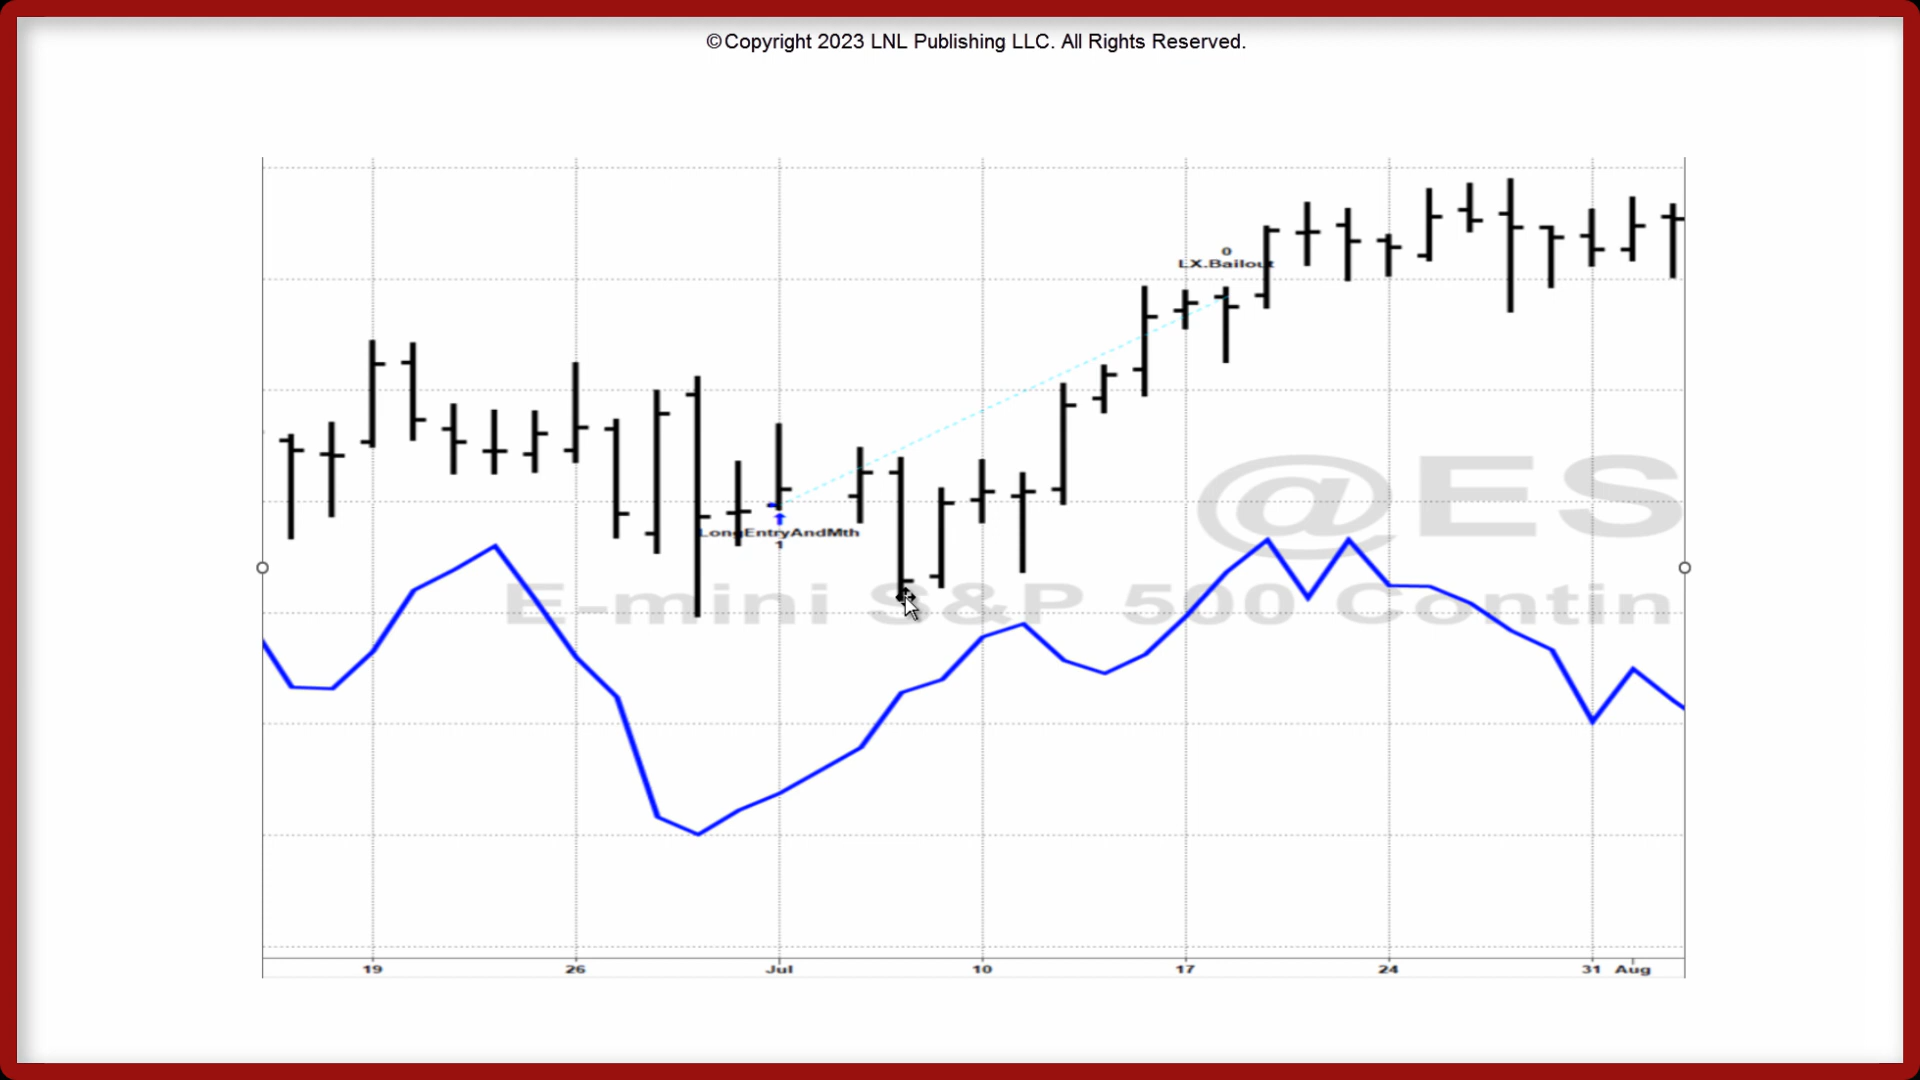 ©Copyright 2023 LNL Publishing LLC. All Rights Reserved.
0
LX.Bailout
@ES
LongEntryAndMth
1
E-mini S&P 500 Contin
19 26 Jul 10 17 24 31 Aug